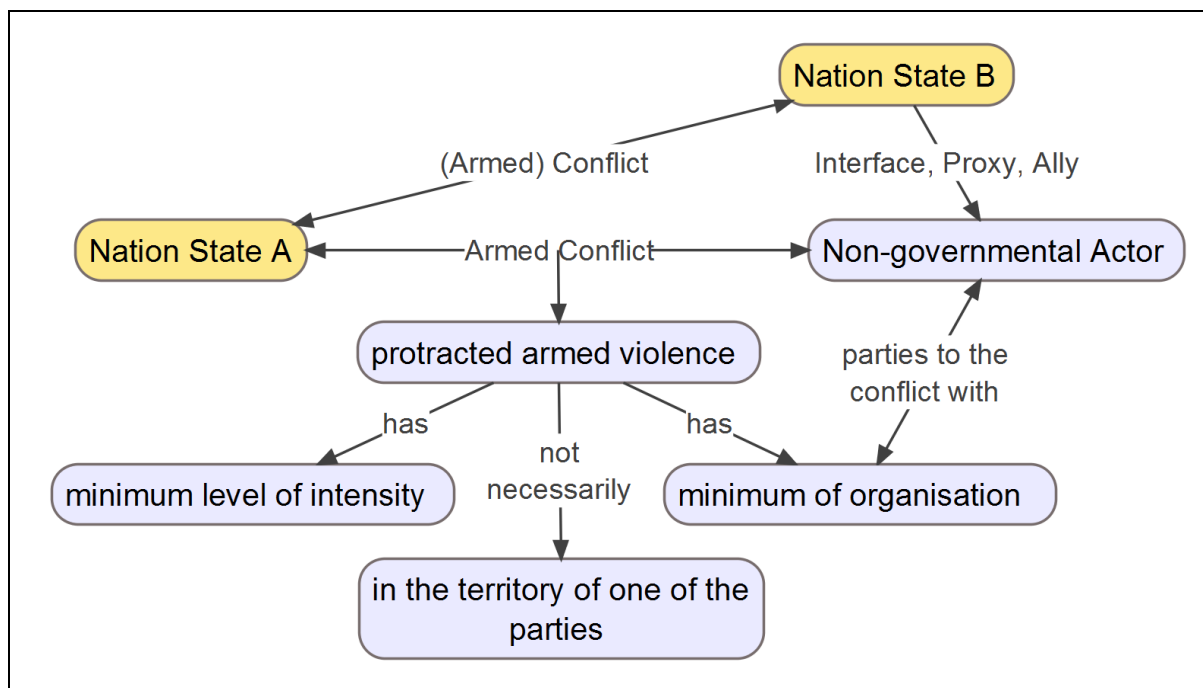 Nation State B
(Armed) Conflict
Interface, Proxy, Ally
Nation State A
Armed Conflict
Non-governmental Actor
protracted armed violence
parties to the
conflict with
has
not
necessarily
has
minimum level of intensity
minimum of organisation
in the territory of one of the
parties